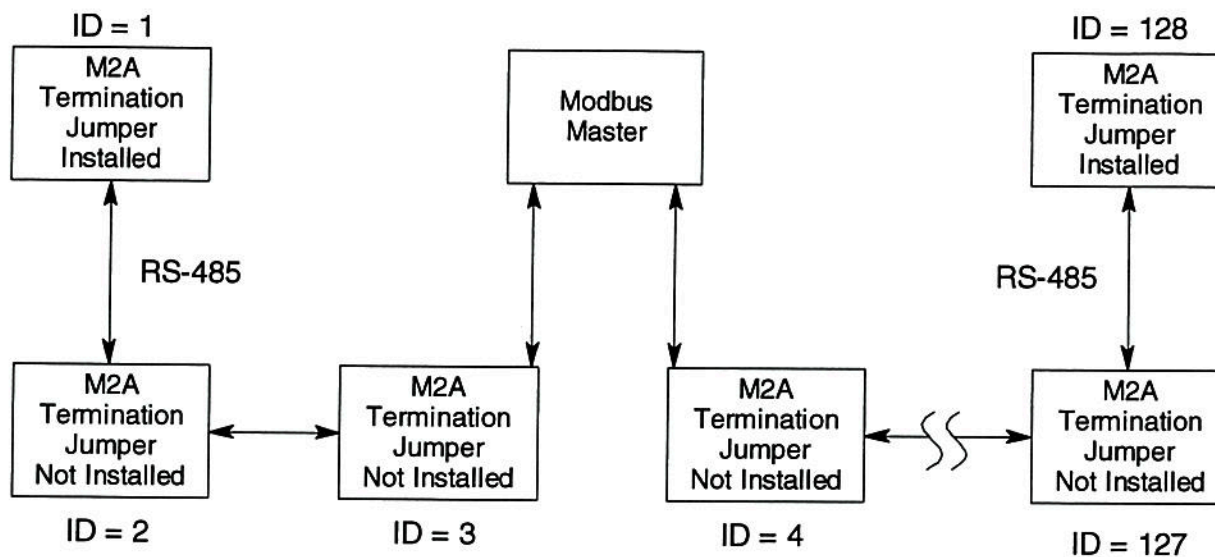 ID = 1
M2A
Termination
Jumper
Installed
Modbus
Master
ID = 128
M2A
Termination
Jumper
Installed
RS-485
RS-485
M2A
Termination
Jumper
Not Installed
ID = 2
M2A
Termination
Jumper
Not Installed
ID = 3
M2A
Termination
Jumper
Not Installed
ID = 4
M2A
Termination
Jumper
Not Installed
ID = 127